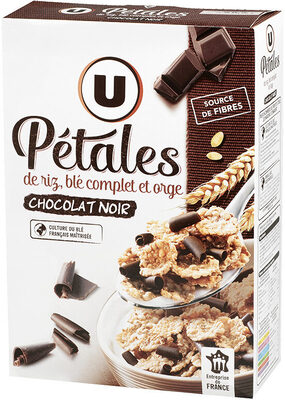 U
SOURCE
DE FIBRES
Pétales
de riz, blé complet et orge
CHOCOLAT NOIR
CULTURE DU BLÉ
FRANÇAIS MAÎTRISÉE
Entreprise
de FRANCE